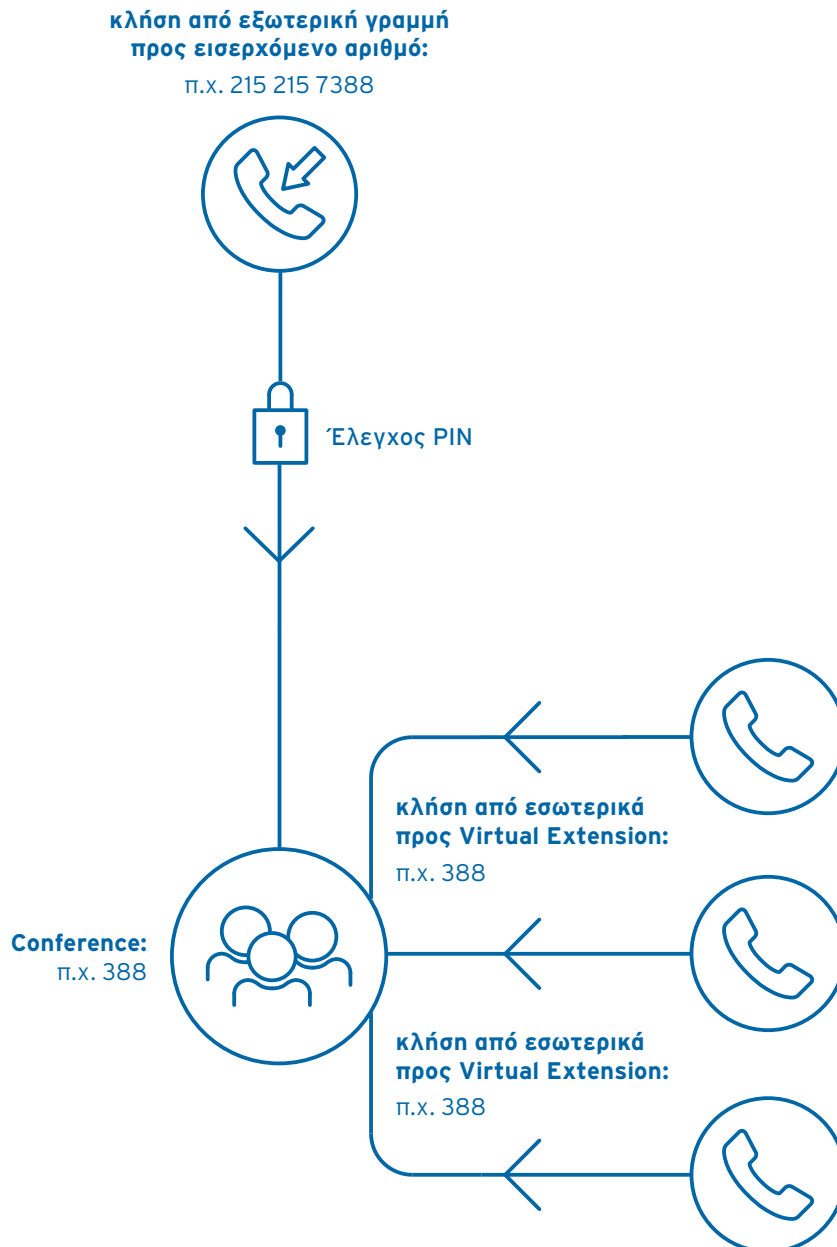 κλήση από εξωτερική γραμμή
προς εισερχόμενο αριθμό:
π.χ. 215 215 7388
Έλεγχος PIN
κλήση από εσωτερικά
προς Virtual Extension:
π.χ. 388
Conference:
π.χ. 388
κλήση από εσωτερικά
προς Virtual Extension:
π.χ. 388